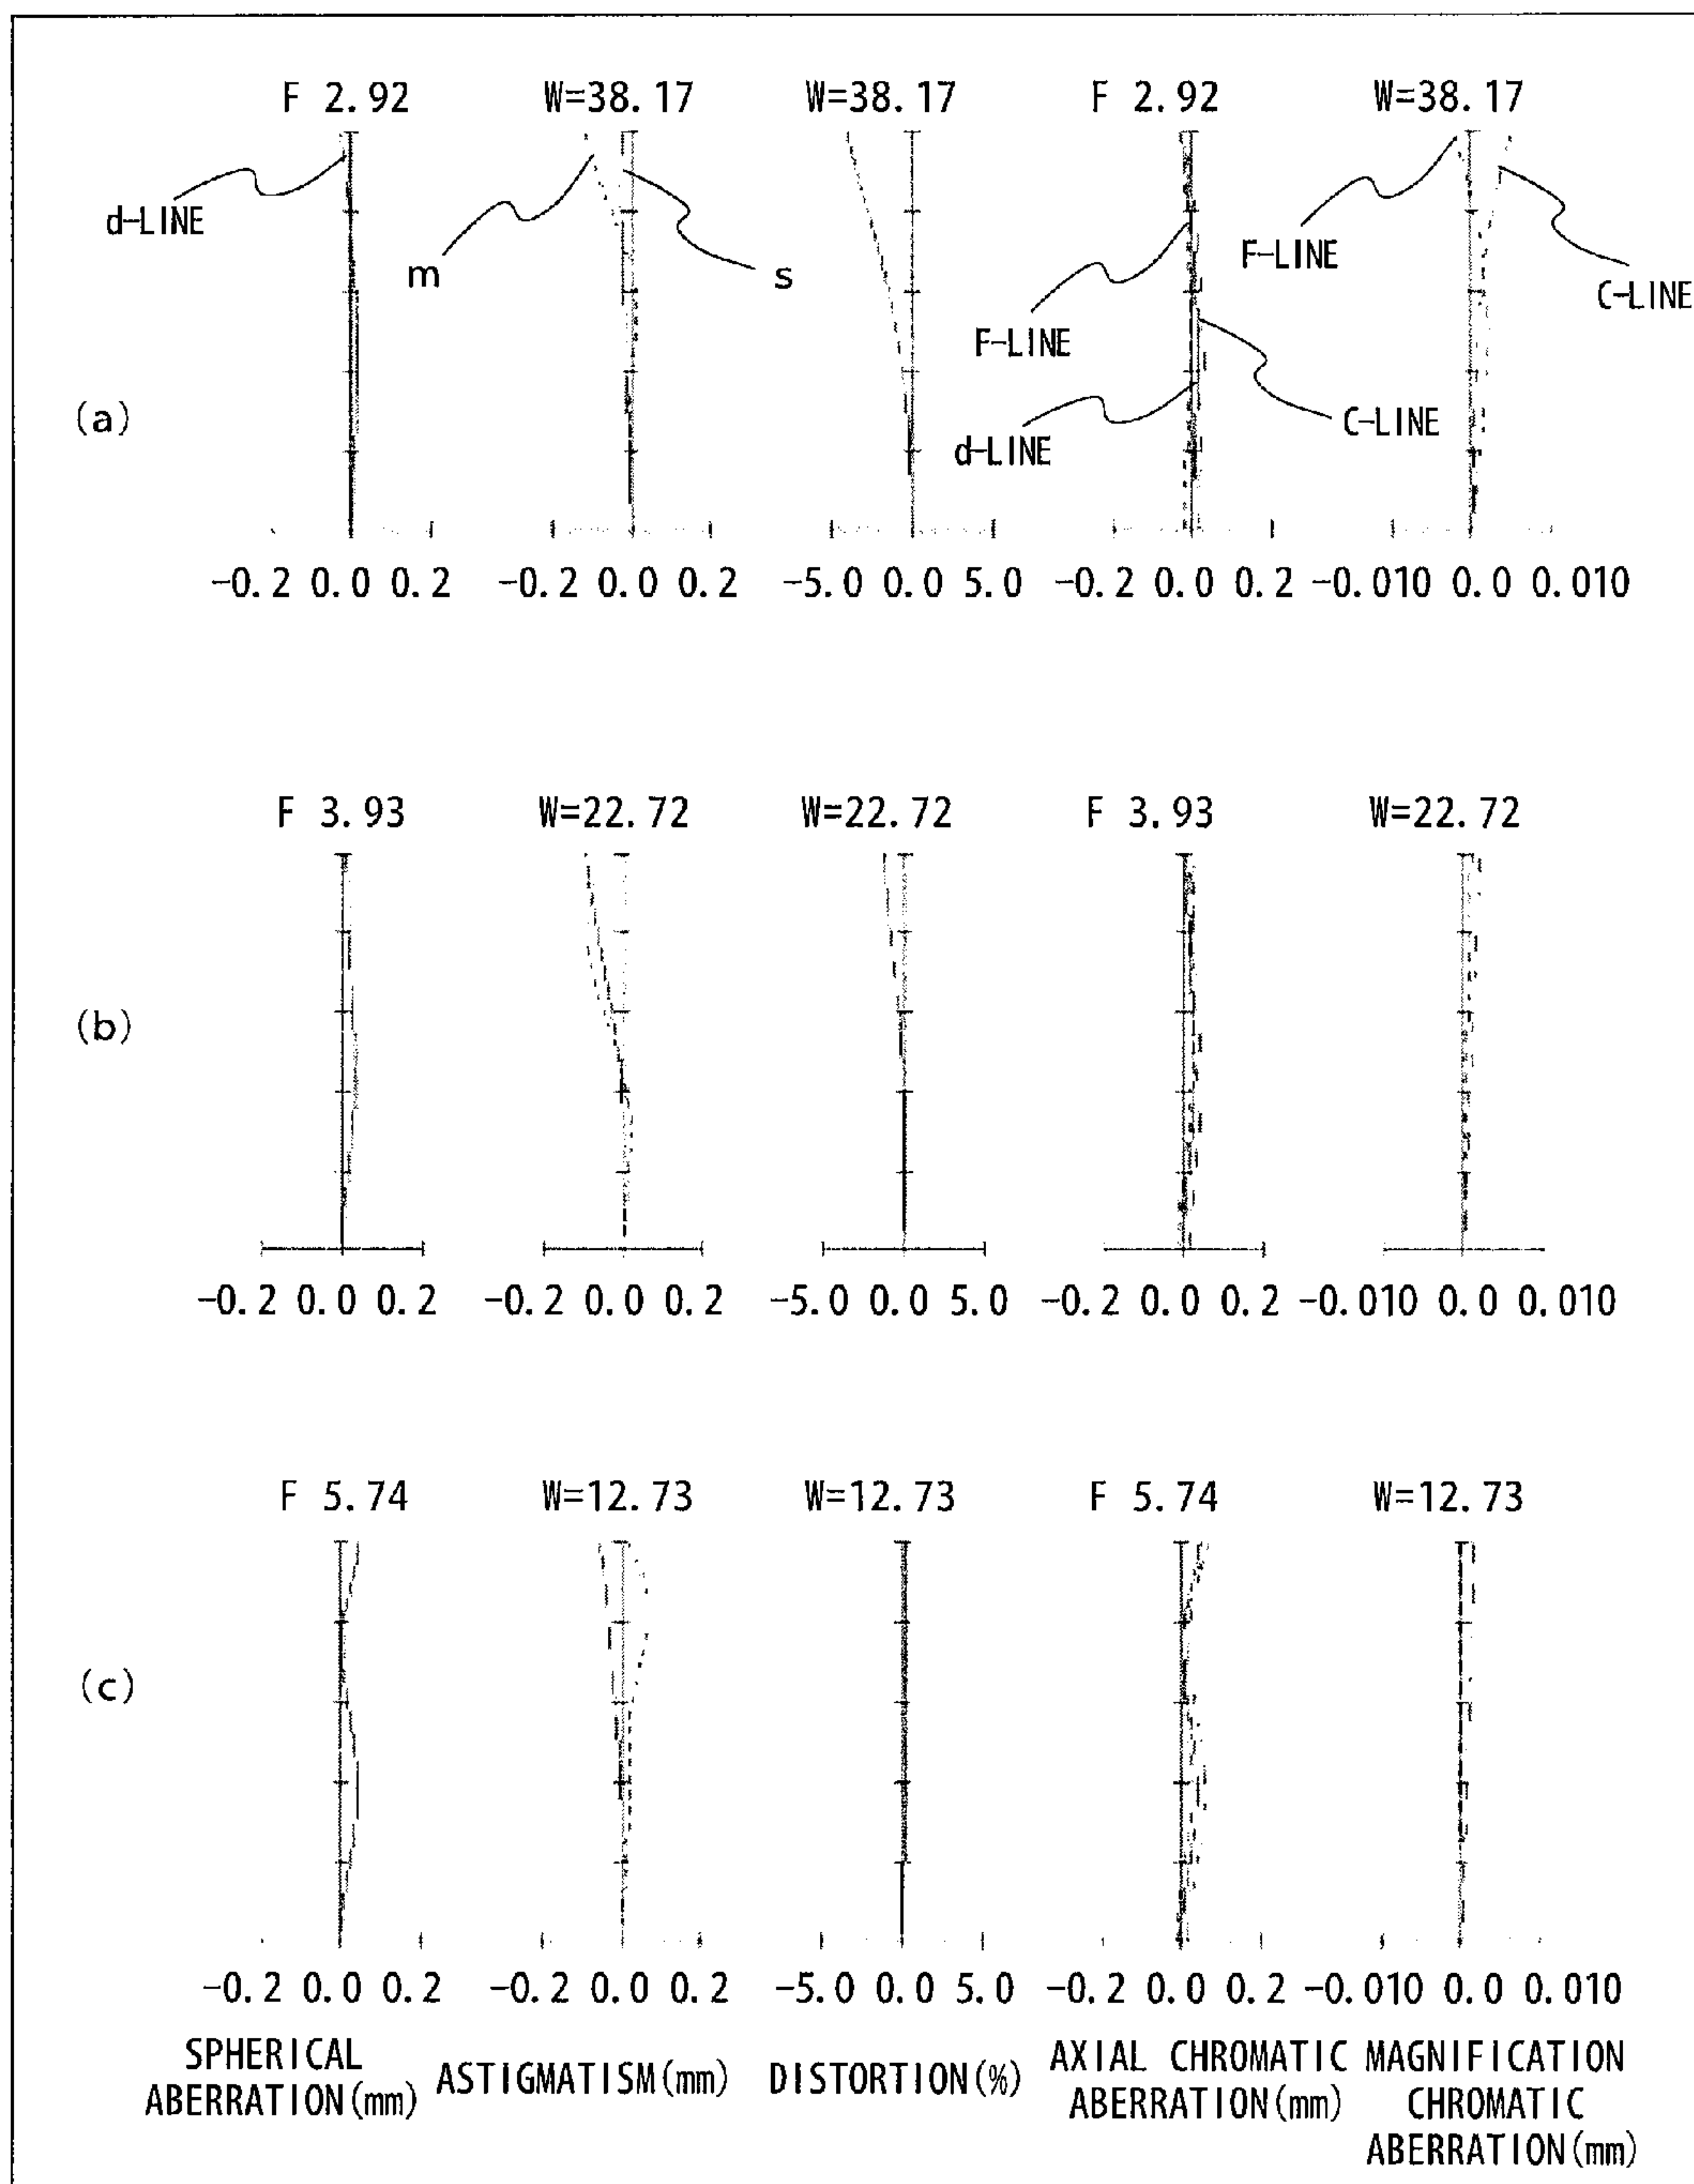 F 2.92 W=38.17 W=38.17 F 2.92 W=38.17
d-LINE
m
s
F-LINE
d-LINE
C-LINE
F-LINE
C-LINE
(a)
-0.2 0.0 0.2 -0.2 0.0 0.2 -5.0 0.0 5.0 -0.2 0.0 0.2 -0.010 0.0 0.010
F 3.93 W=22.72 W=22.72 F 3.93 W=22.72
(b)
-0.2 0.0 0.2 -0.2 0.0 0.2 -5.0 0.0 5.0 -0.2 0.0 0.2 -0.010 0.0 0.010
F 5.74 W=12.73 W=12.73 F 5.74 W=12.73
(c)
-0.2 0.0 0.2 -0.2 0.0 0.2 -5.0 0.0 5.0 -0.2 0.0 0.2 -0.010 0.0 0.010
SPHERICAL
ABERRATION(mm)
ASTIGMATISM(mm)
DISTORTION(%)
AXIAL CHROMATIC
ABERRATION(mm)
MAGNIFICATION
CHROMATIC
ABERRATION(mm)